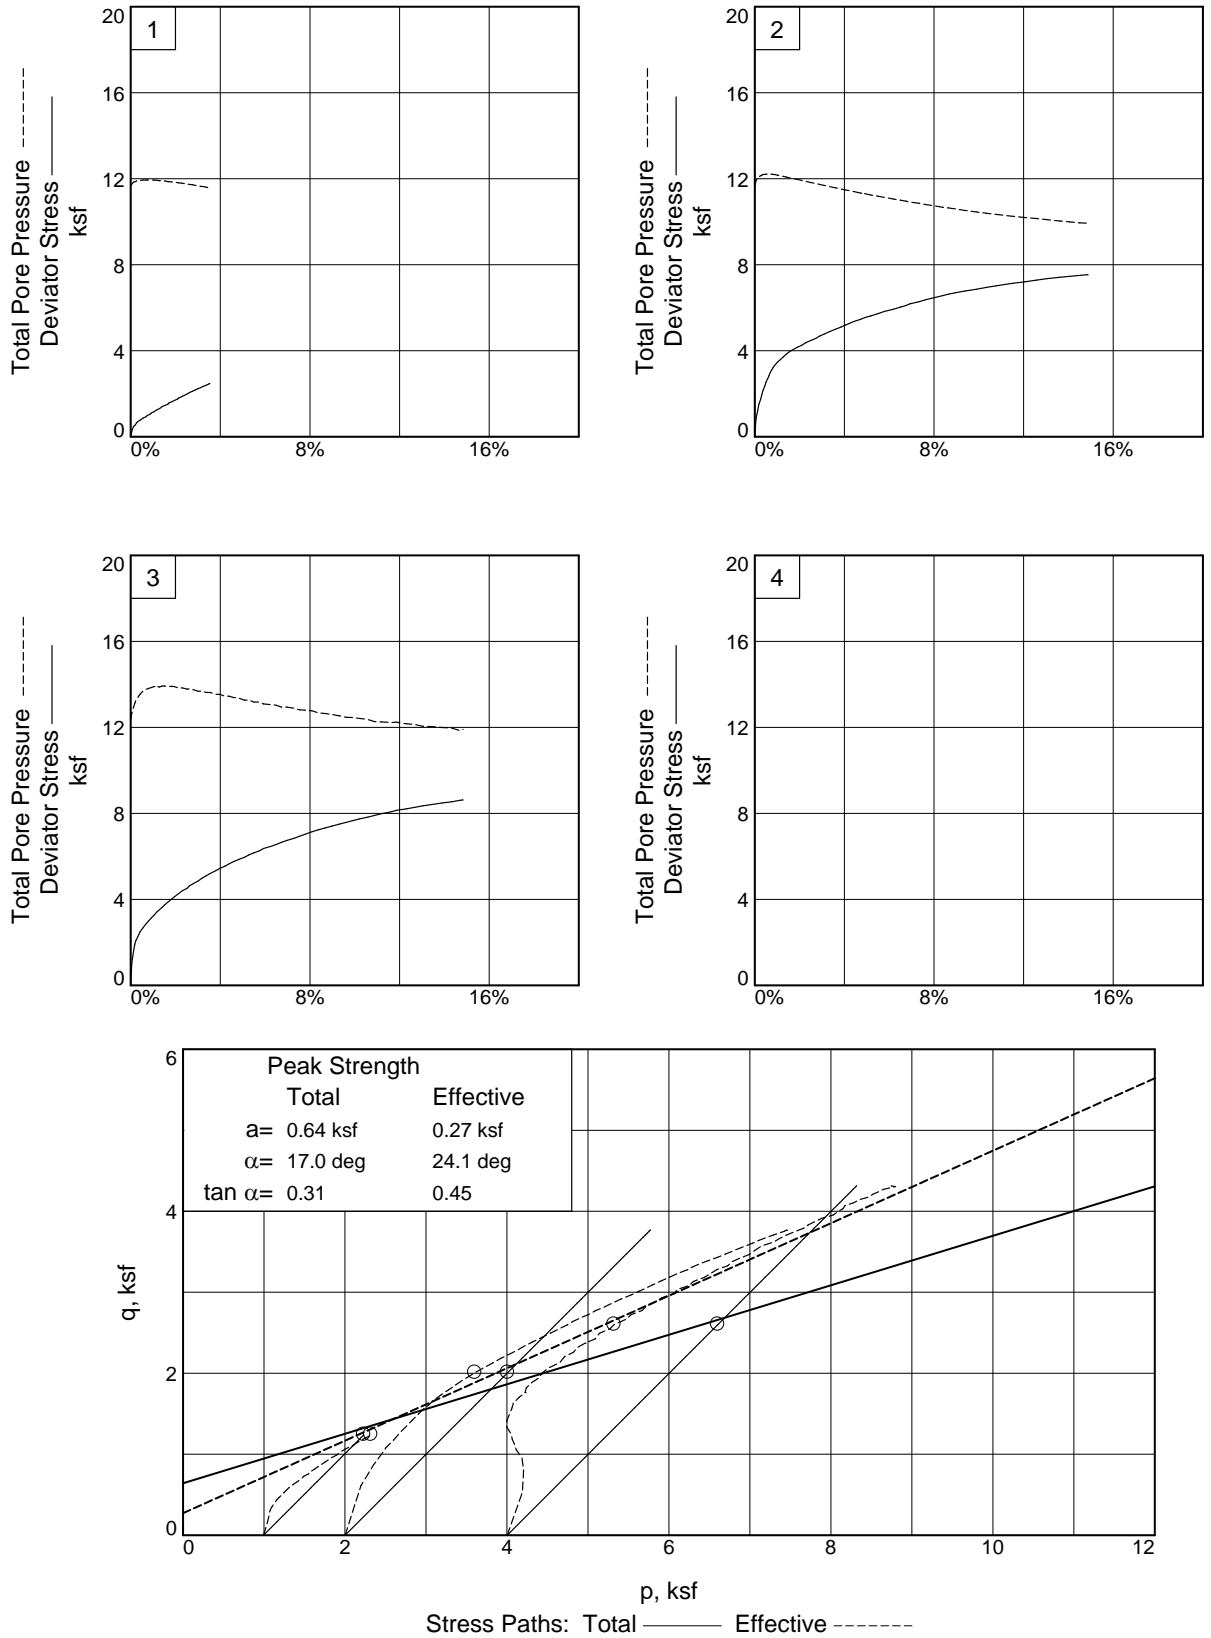 1
20
16
12
8
4
0
0%
8%
16%
Total Pore Pressure
Deviator Stress
ksf
2
20
16
12
8
4
0
0%
8%
16%
Total Pore Pressure
Deviator Stress
ksf
3
20
16
12
8
4
0
0%
8%
16%
Total Pore Pressure
Deviator Stress
ksf
4
20
16
12
8
4
0
0%
8%
16%
Total Pore Pressure
Deviator Stress
ksf
Peak Strength
Total Effective
a= 0.64 ksf 0.27 ksf
α= 17.0 deg 24.1 deg
tan α= 0.31 0.45
6
4
2
0
q, ksf
0 2 4 6 8 10 12
p, ksf
Stress Paths: Total Effective